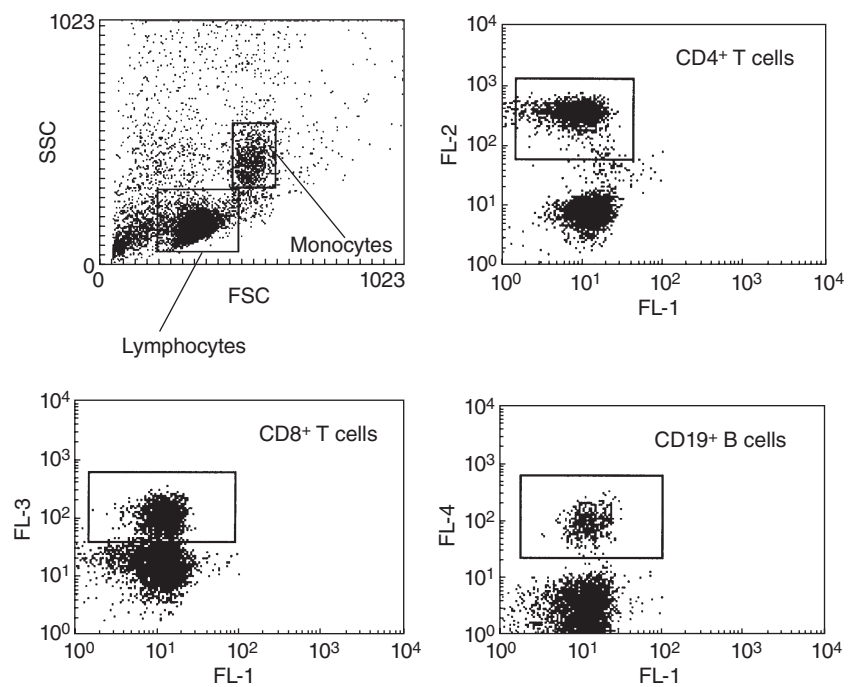 1023
SSC
0
0
1023
FSC
Monocytes
Lymphocytes
10⁴
10³
10²
10¹
10⁰
FL-2
CD4⁺ T cells
10⁰
10¹
10²
10³
10⁴
FL-1
10⁴
10³
10²
10¹
10⁰
FL-3
CD8⁺ T cells
10⁰
10¹
10²
10³
10⁴
FL-1
10⁴
10³
10²
10¹
10⁰
FL-4
CD19⁺ B cells
10⁰
10¹
10²
10³
10⁴
FL-1